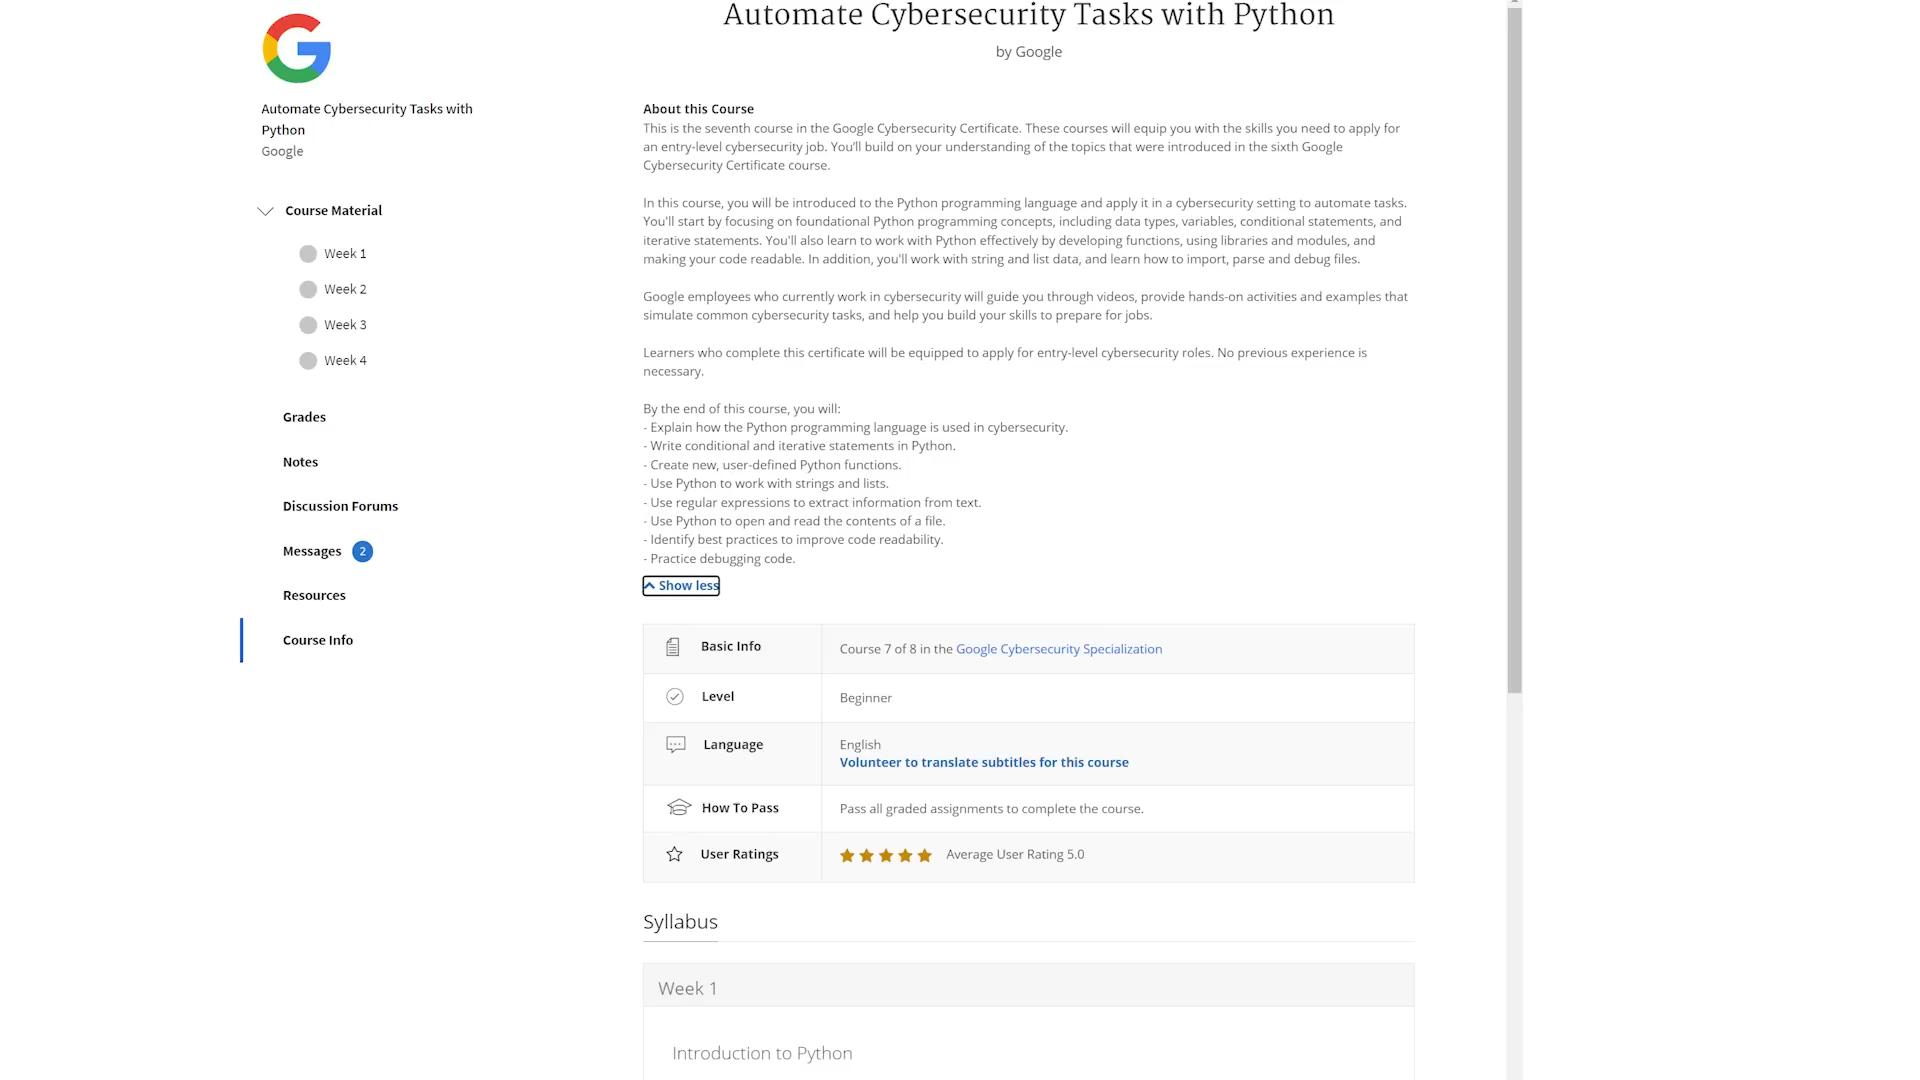 Automate Cybersecurity Tasks with Python
by Google
Automate Cybersecurity Tasks with
Python
Google
Course Material
Week 1
Week 2
Week 3
Week 4
Grades
Notes
Discussion Forums
Messages 2
Resources
Course Info
About this Course
This is the seventh course in the Google Cybersecurity Certificate. These courses will equip you with the skills you need to apply for
an entry-level cybersecurity job. You'll build on your understanding of the topics that were introduced in the sixth Google
Cybersecurity Certificate course.
In this course, you will be introduced to the Python programming language and apply it in a cybersecurity setting to automate tasks.
You'll start by focusing on foundational Python programming concepts, including data types, variables, conditional statements, and
iterative statements. You'll also learn to work with Python effectively by developing functions, using libraries and modules, and
making your code readable. In addition, you'll work with string and list data, and learn how to import, parse and debug files.
Google employees who currently work in cybersecurity will guide you through videos, provide hands-on activities and examples that
simulate common cybersecurity tasks, and help you build your skills to prepare for jobs.
Learners who complete this certificate will be equipped to apply for entry-level cybersecurity roles. No previous experience is
necessary.
By the end of this course, you will:
- Explain how the Python programming language is used in cybersecurity.
- Write conditional and iterative statements in Python.
- Create new, user-defined Python functions.
- Use Python to work with strings and lists.
- Use regular expressions to extract information from text.
- Use Python to open and read the contents of a file.
- Identify best practices to improve code readability.
- Practice debugging code.
Show less
Basic Info
Course 7 of 8 in the Google Cybersecurity Specialization
Level
Beginner
Language
English
Volunteer to translate subtitles for this course
How To Pass
Pass all graded assignments to complete the course.
User Ratings
Average User Rating 5.0
Syllabus
Week 1
Introduction to Python